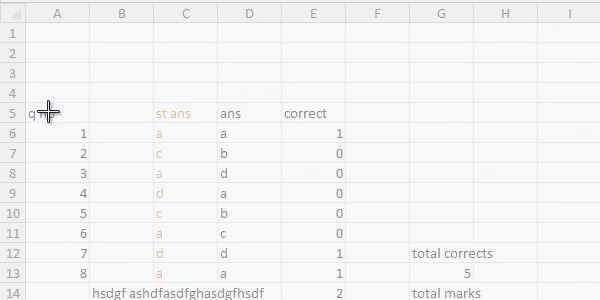 A B C D E F G H I
1
2
3
4
5 q st ans ans correct
6 1 a a 1
7 2 c b 0
8 3 a d 0
9 4 d a 0
10 5 c b 0
11 6 a c 0
12 7 d d 1 total corrects
13 8 a a 1 5
14 hsdgf ashdfasdfghasdgfhsdf 2 total marks